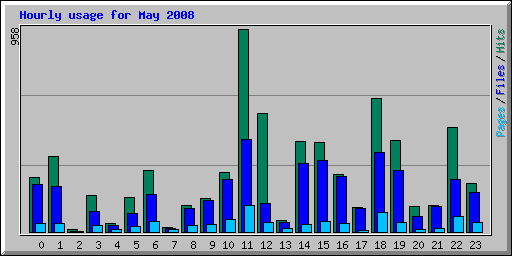 Hourly usage for May 2008
958
Pages / Files / Hits
0 1 2 3 4 5 6 7 8 9 10 11 12 13 14 15 16 17 18 19 20 21 22 23